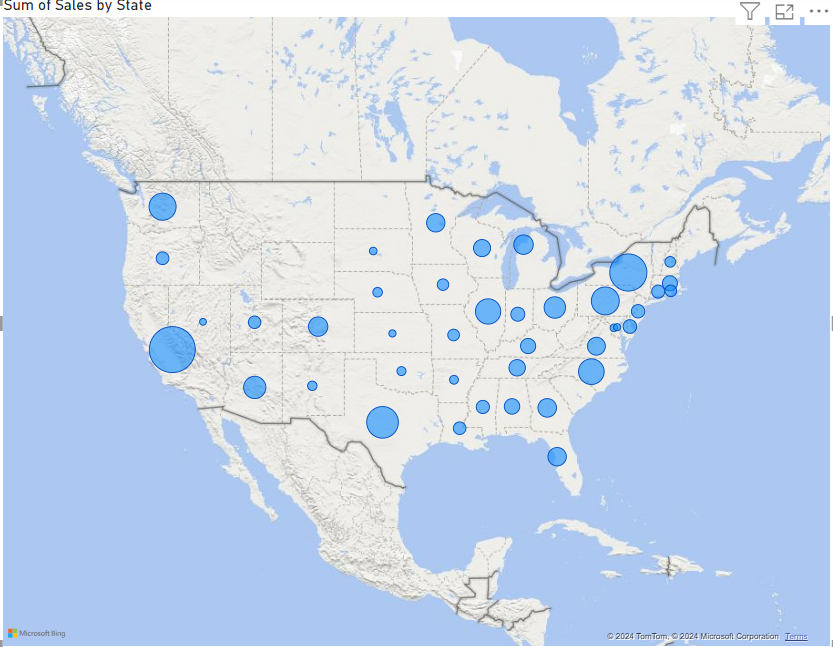 Sum of Sales by State
Microsoft Bing
© 2024 TomTom, © 2024 Microsoft Corporation Terms